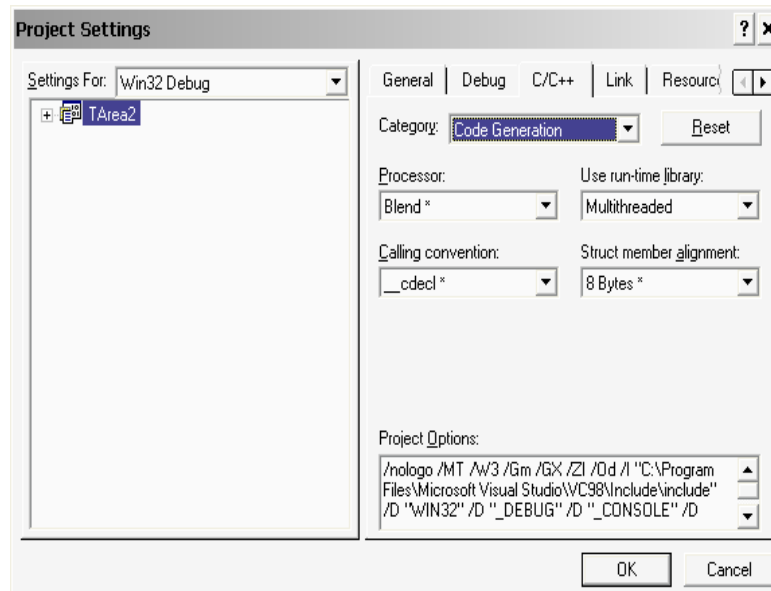 Project Settings
Settings For: Win32 Debug
TArea2
General Debug C/C++ Link Resourc
Category: Code Generation Reset
Processor: Use run-time library:
Blend * Multithreaded
Calling convention: Struct member alignment:
__cdecl * 8 Bytes *
Project Options:
/nologo /MT /W3 /Gm /GX /ZI /Od /I "C:\Program
Files\Microsoft Visual Studio\VC98\Include\include"
/D "WIN32" /D "_DEBUG" /D "_CONSOLE" /D
OK Cancel